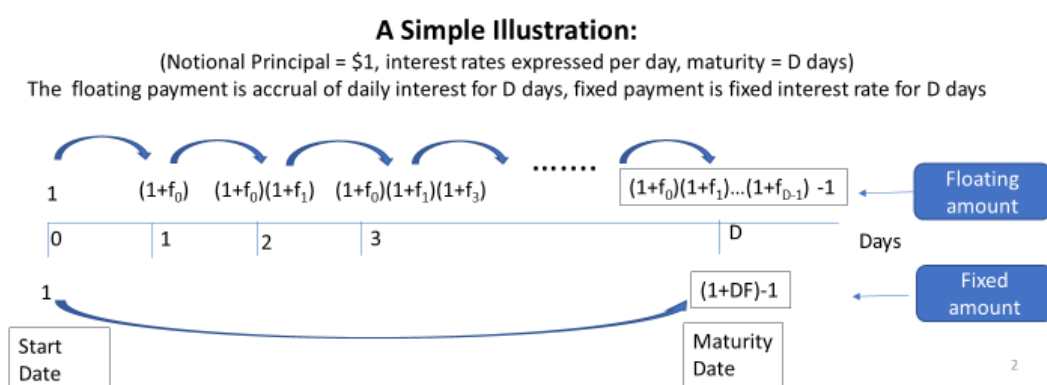 A Simple Illustration:
(Notional Principal = $1, interest rates expressed per day, maturity = D days)
The floating payment is accrual of daily interest for D days, fixed payment is fixed interest rate for D days
.......
1 (1+f₀) (1+f₀)(1+f₁) (1+f₀)(1+f₁)(1+f₃) (1+f₀)(1+f₁)...(1+f_D-1) -1
Floating
amount
0 1 2 3 D Days
1 (1+DF)-1
Fixed
amount
Start
Date
Maturity
Date
2